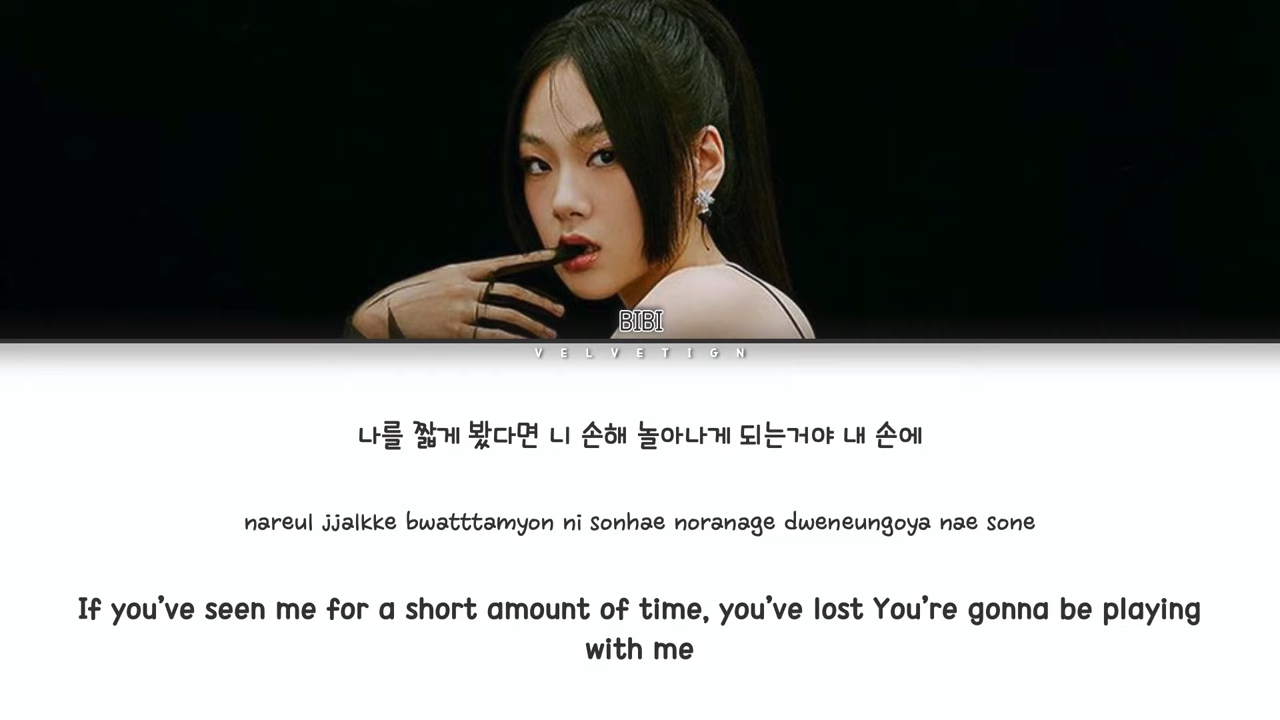 BIBI
VELVETIGN
나를 짧게 봤다면 니 손해 놀아나게 되는거야 내 손에
nareul jjalkke bwatttamyon ni sonhae noranage dweneungoya nae sone
If you’ve seen me for a short amount of time, you’ve lost You’re gonna be playing
with me